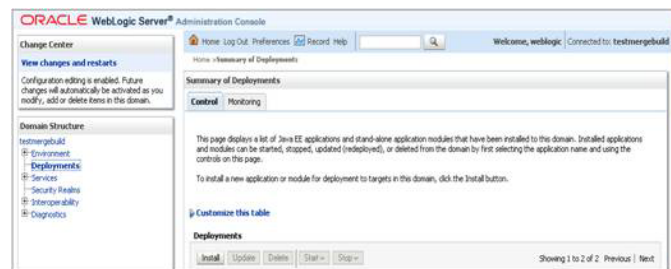 ORACLE WebLogic Server® Administration Console
Change Center
View changes and restarts
Configuration editing is enabled. Future
changes will automatically be activated as you
modify, add or delete items in this domain.
Domain Structure
testmergebuild
Environment
Deployments
Services
Security Realms
Interoperability
Diagnostics
Home Log Out Preferences Record Help
Welcome, weblogic Connected to: testmergebuild
Home >Summary of Deployments
Summary of Deployments
Control Monitoring
This page displays a list of Java EE applications and stand-alone application modules that have been installed to this domain. Installed applications
and modules can be started, stopped, updated (redeployed), or deleted from the domain by first selecting the application name and using the
controls on this page.
To install a new application or module for deployment to targets in this domain, click the Install button.
Customize this table
Deployments
Install Update Delete Start Stop
Showing 1 to 2 of 2 Previous | Next